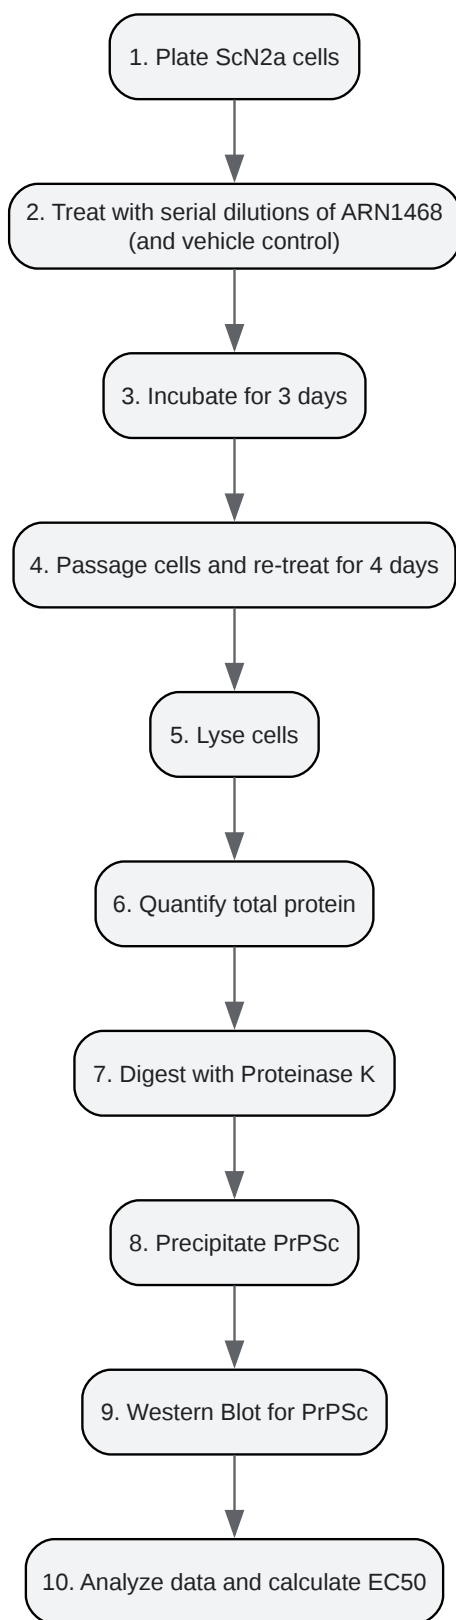 1. Plate ScN2a cells
2. Treat with serial dilutions of ARN1468
(and vehicle control)
3. Incubate for 3 days
4. Passage cells and re-treat for 4 days
5. Lyse cells
6. Quantify total protein
7. Digest with Proteinase K
8. Precipitate PrPSc
9. Western Blot for PrPSc
10. Analyze data and calculate EC50